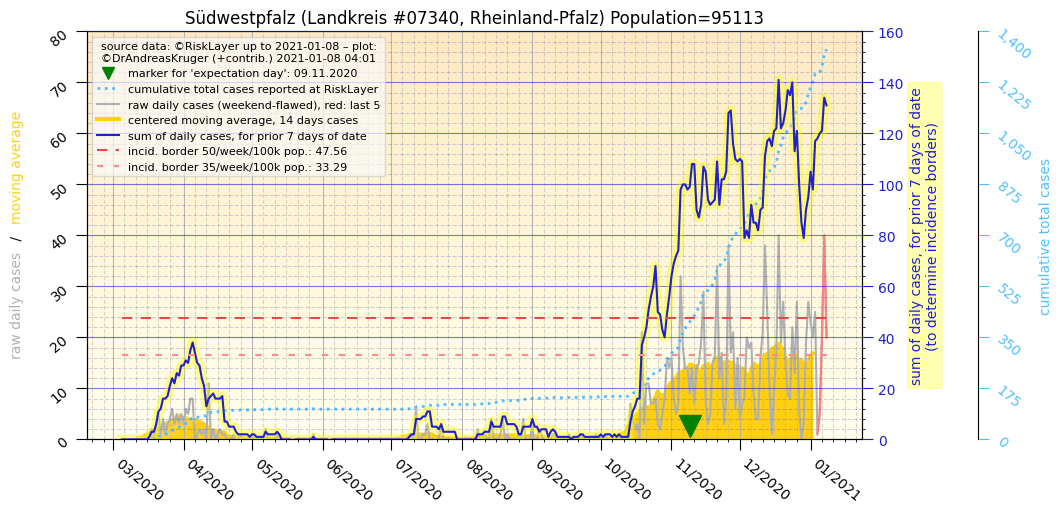 Südwestpfalz (Landkreis #07340, Rheinland-Pfalz) Population=95113
source data: ©RiskLayer up to 2021-01-08 – plot:
©DrAndreasKruger (+contrib.) 2021-01-08 04:01
marker for 'expectation day': 09.11.2020
cumulative total cases reported at RiskLayer
raw daily cases (weekend-flawed), red: last 5
centered moving average, 14 days cases
sum of daily cases, for prior 7 days of date
incid. border 50/week/100k pop.: 47.56
incid. border 35/week/100k pop.: 33.29
raw daily cases / moving average
80
70
60
50
40
30
20
10
0
03/2020
04/2020
05/2020
06/2020
07/2020
08/2020
09/2020
10/2020
11/2020
12/2020
01/2021
160
140
120
100
80
60
40
20
0
sum of daily cases, for prior 7 days of date
(to determine incidence borders)
1,400
1,225
1,050
875
700
525
350
175
0
cumulative total cases